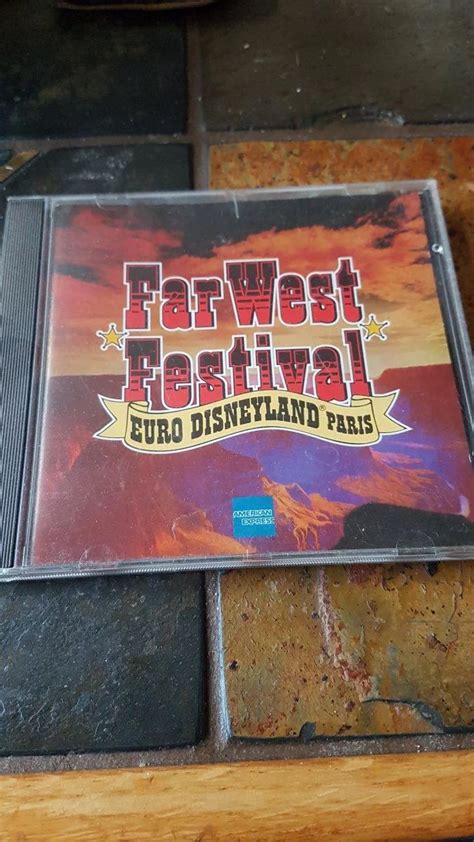 Far West
Festival
EURO DISNEYLAND® PARIS
AMERICAN
EXPRESS